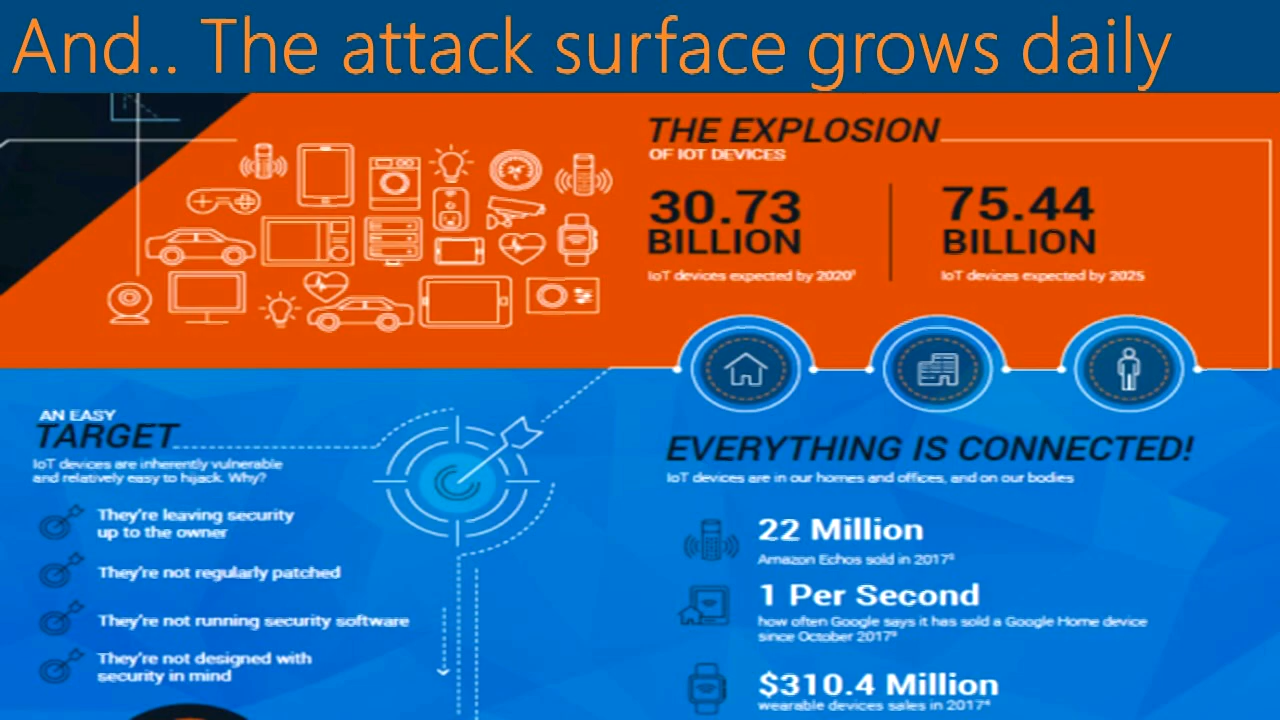 And.. The attack surface grows daily
THE EXPLOSION
OF IOT DEVICES
30.73
BILLION
IoT devices expected by 2020¹
75.44
BILLION
IoT devices expected by 2025
AN EASY
TARGET
IoT devices are inherently vulnerable
and relatively easy to hijack. Why?
They're leaving security
up to the owner
They're not regularly patched
They're not running security software
They're not designed with
security in mind
EVERYTHING IS CONNECTED!
IoT devices are in our homes and offices, and on our bodies
22 Million
Amazon Echos sold in 2017²
1 Per Second
how often Google says it has sold a Google Home device
since October 2017³
$310.4 Million
wearable devices sales in 2017⁴